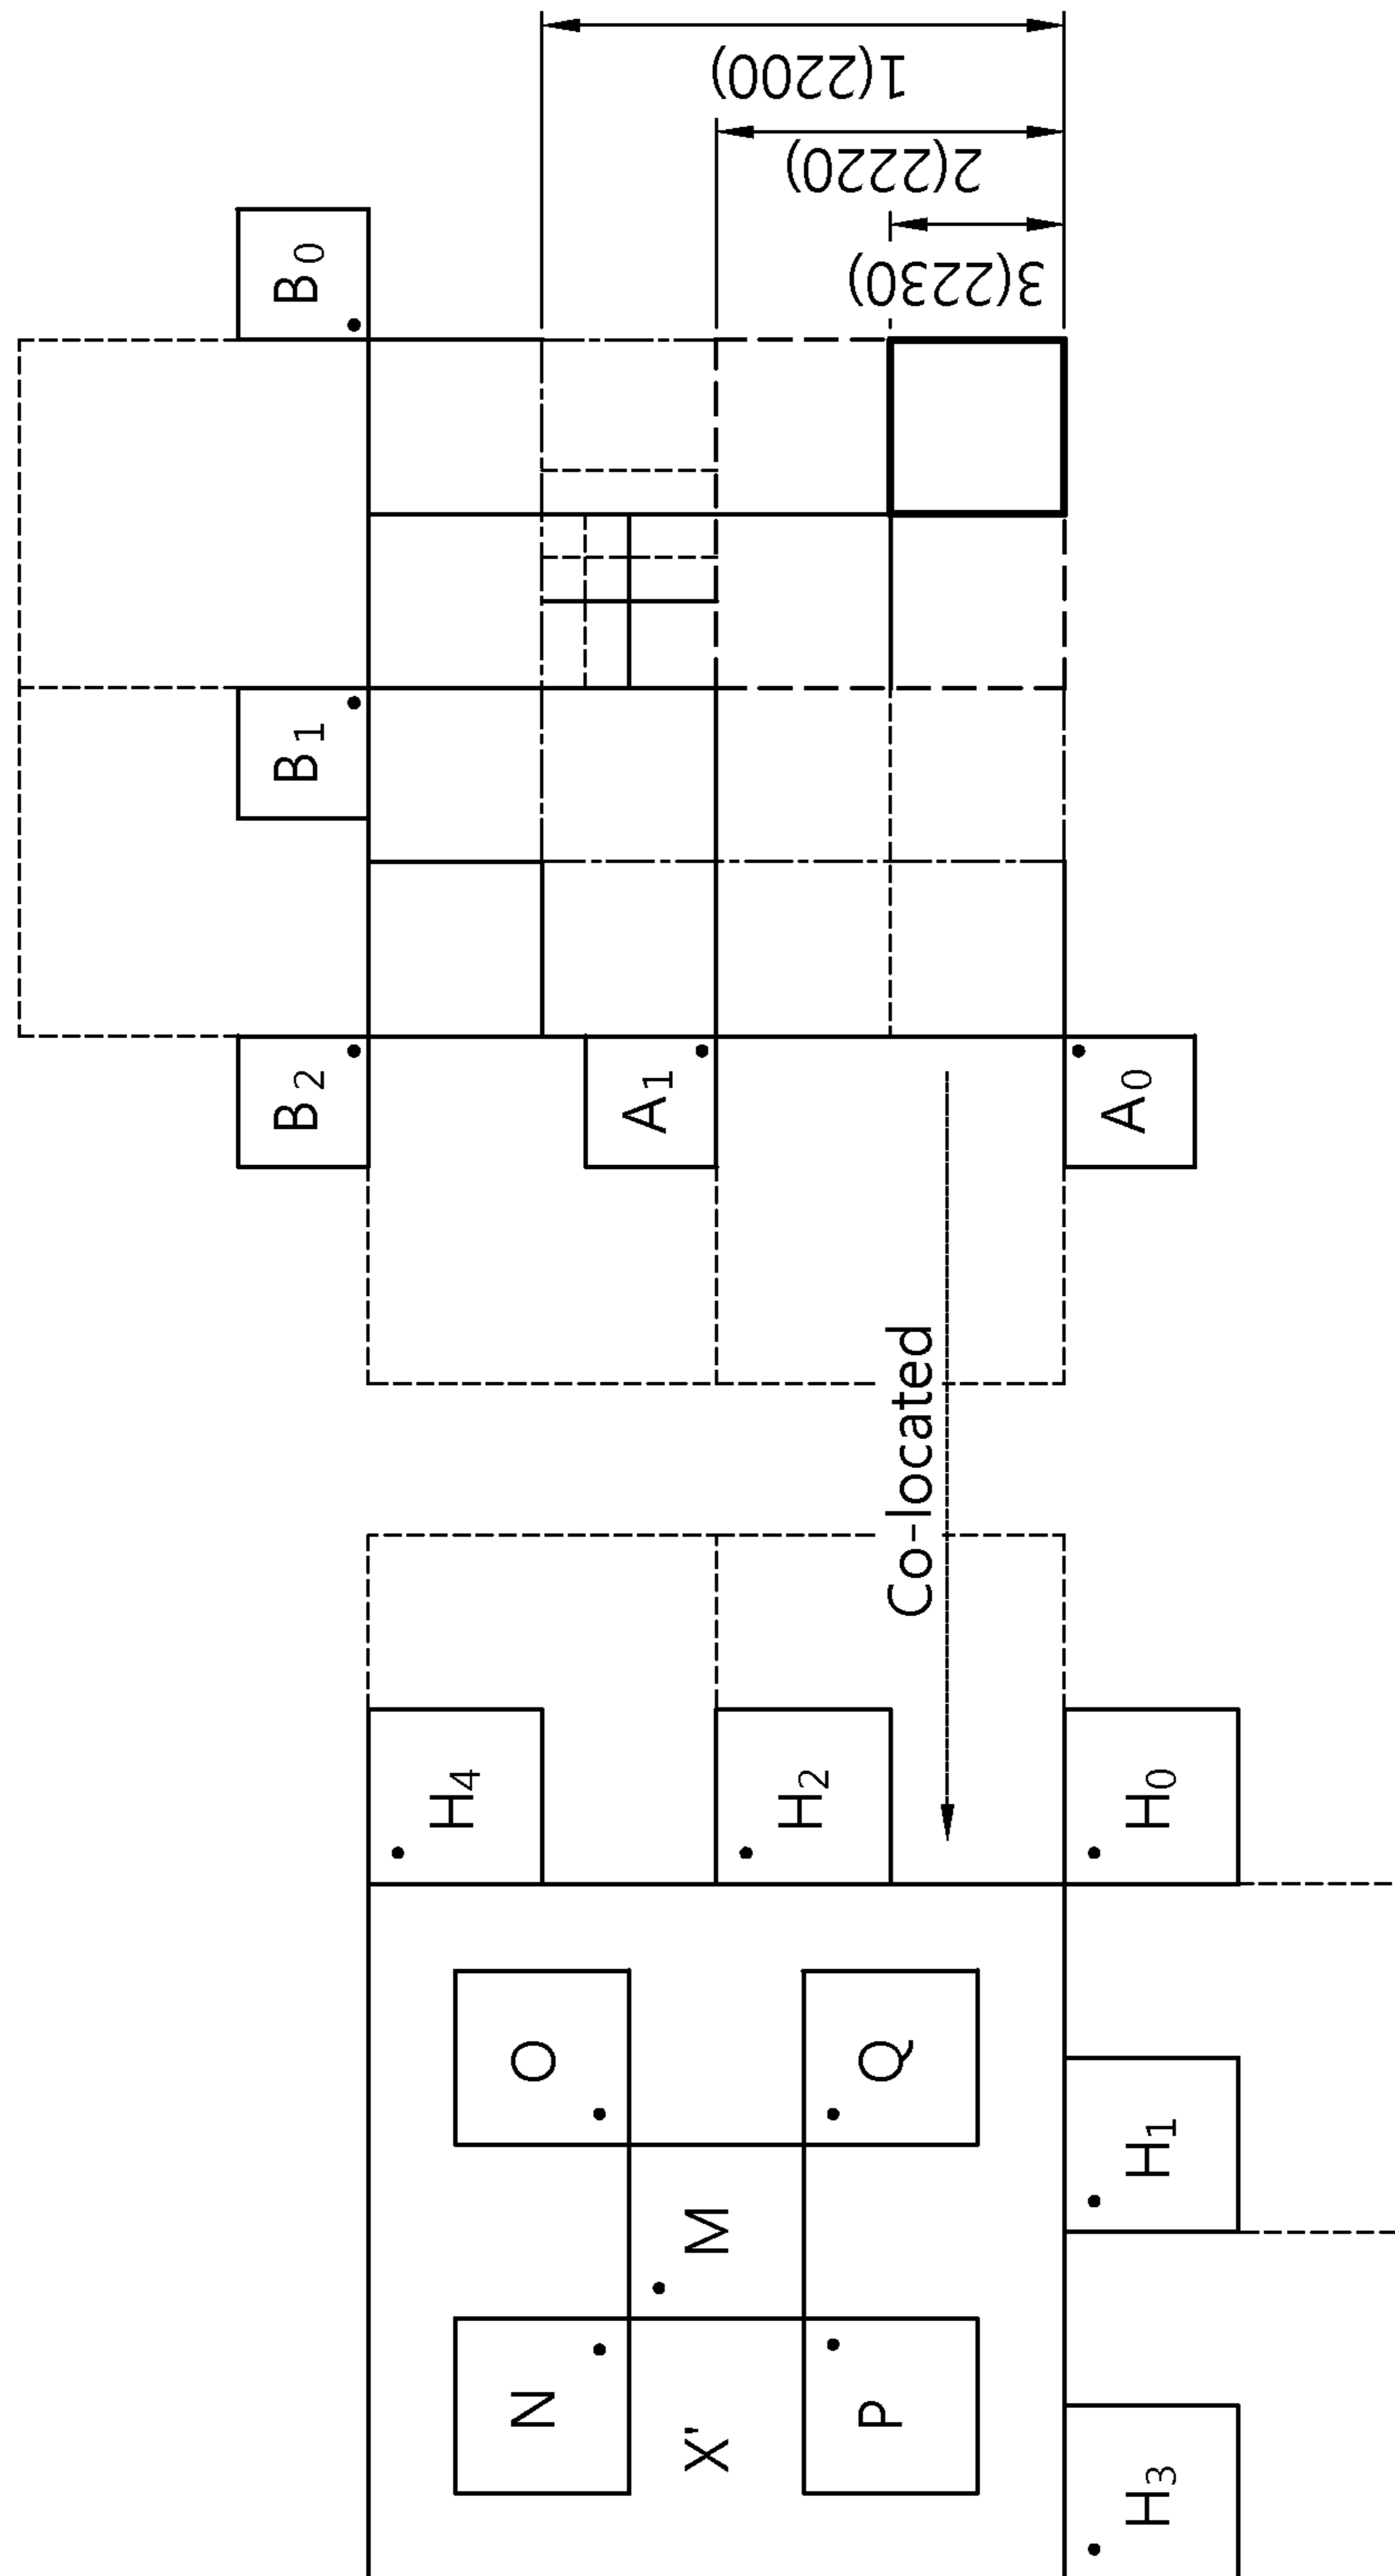 1(2200)
2(2220)
3(2230)
B0
B1
B2
A1
A0
Co-located
H4
H2
H0
O
Q
M
H1
N
P
X'
H3